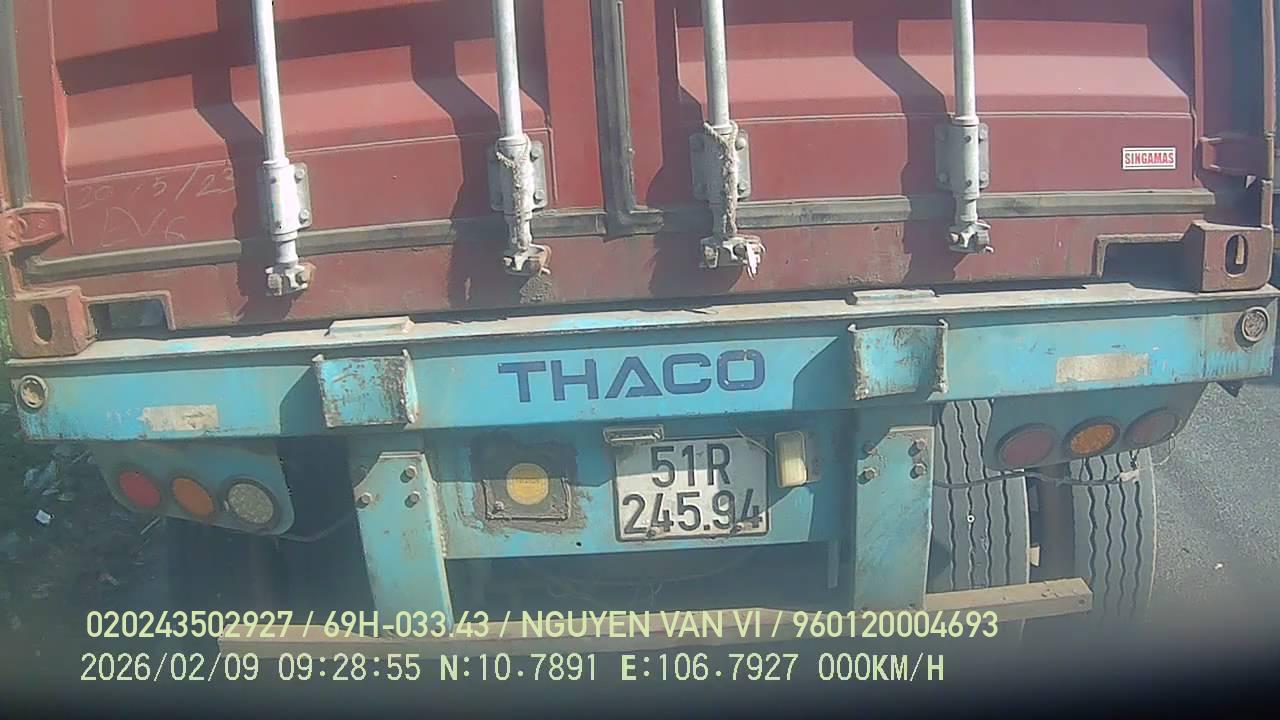 SINGAMAS
THACO
51R
245.94
020243502927 / 69H-033.43 / NGUYEN VAN VI / 960120004693
2026/02/09 09:28:55 N:10.7891 E:106.7927 000KM/H